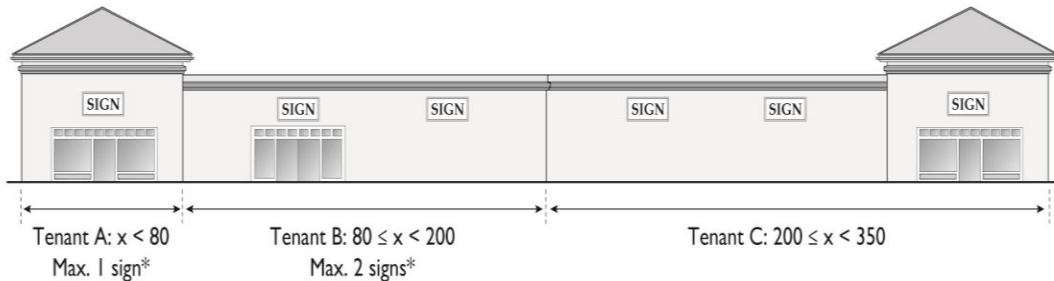 SIGN
SIGN
SIGN
SIGN
SIGN
SIGN
Tenant A: x < 80
Max. 1 sign*
Tenant B: 80 ≤ x < 200
Max. 2 signs*
Tenant C: 200 ≤ x < 350